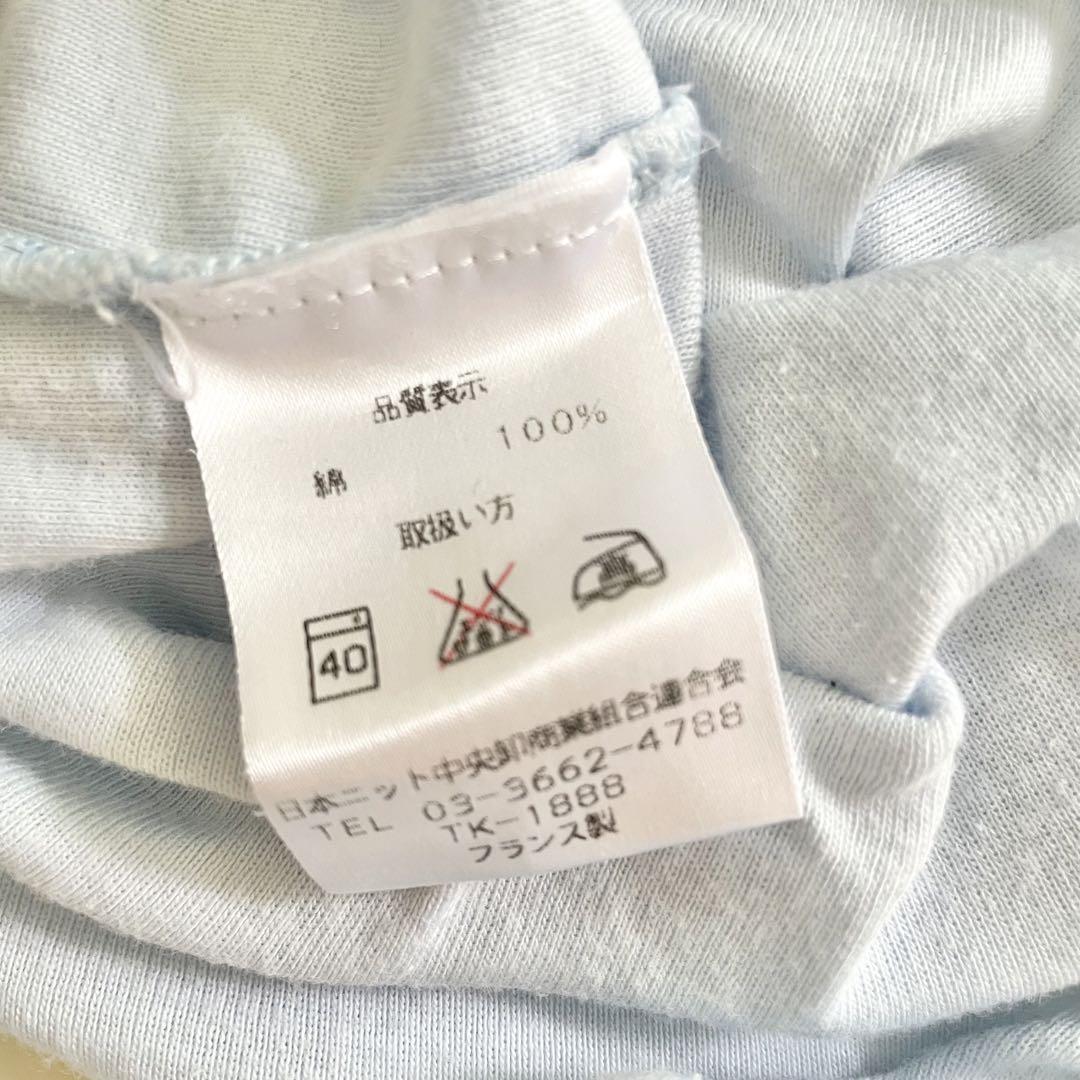 品質表示
綿 100%
取扱い方
40
日本ニット中央卸商業組合連合会
TEL 03-3662-4788
TK-1888
フランス製